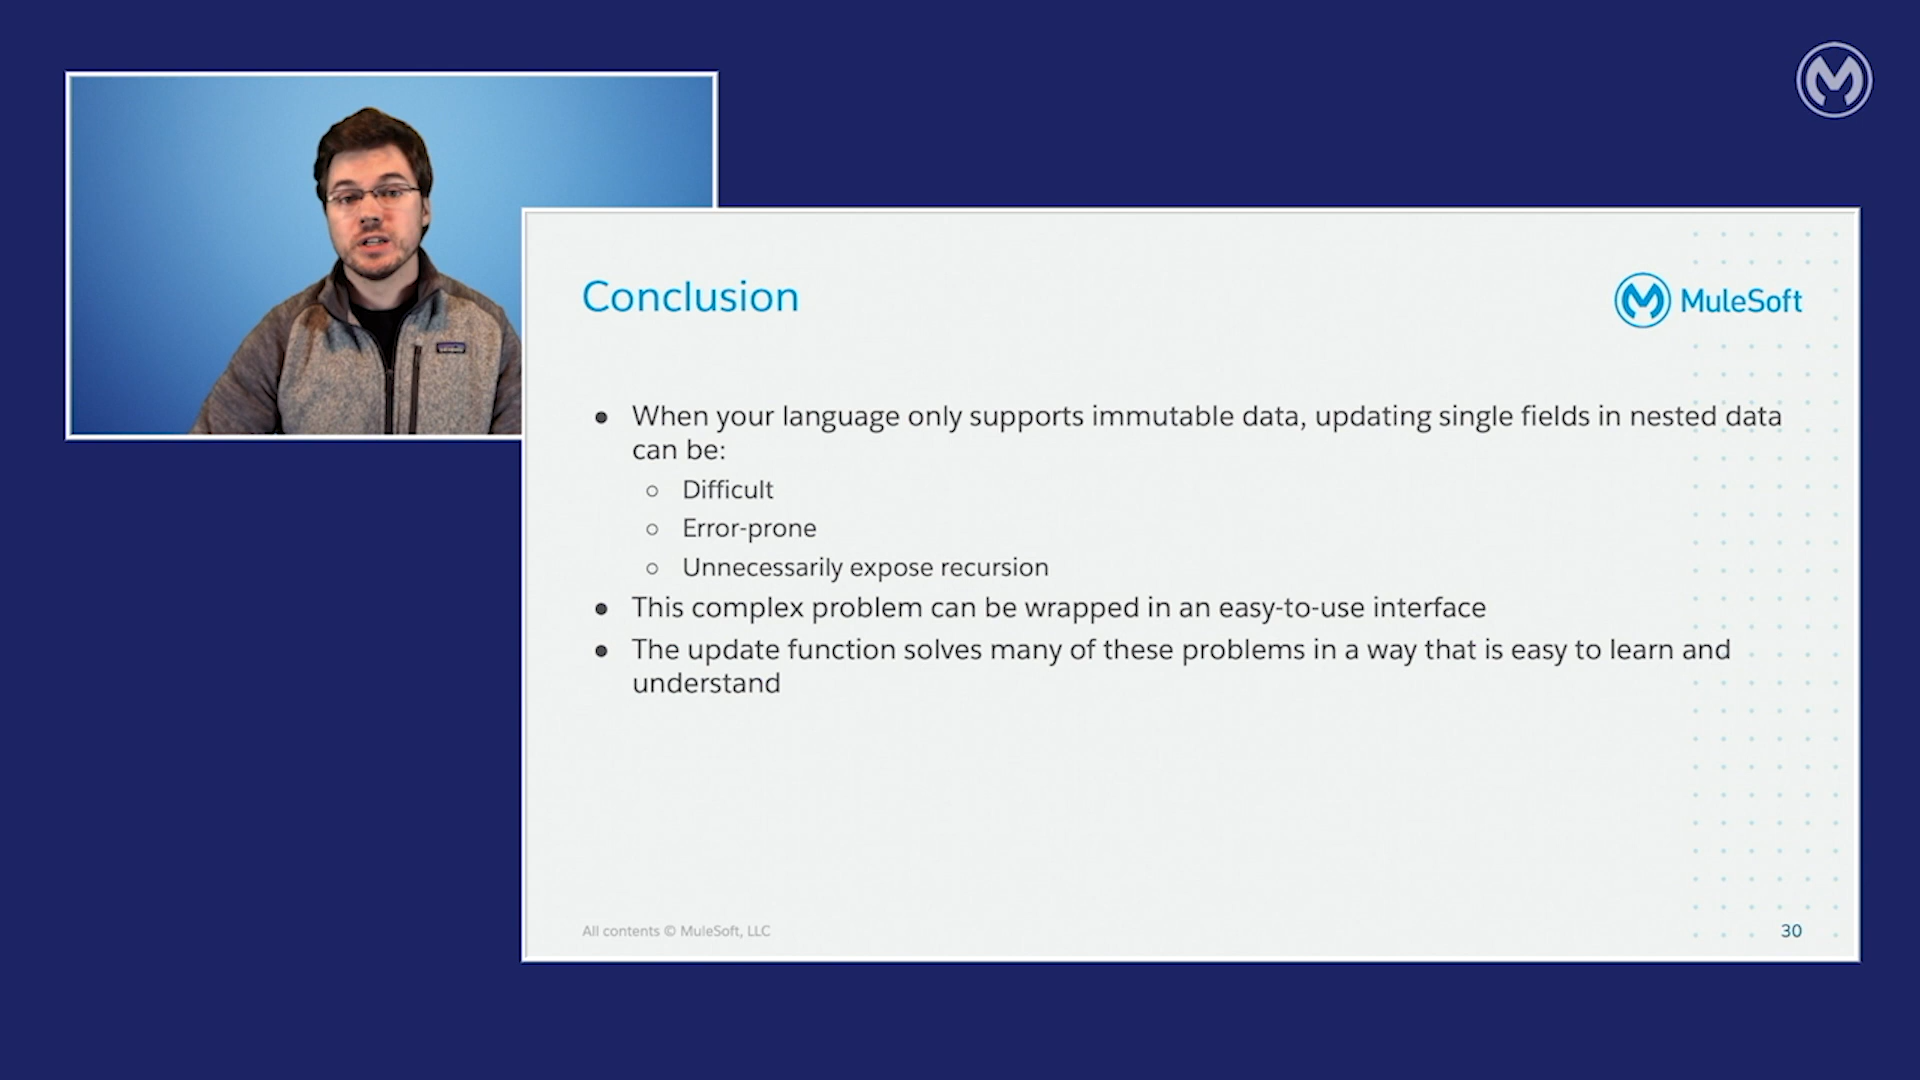 Conclusion
MuleSoft
● When your language only supports immutable data, updating single fields in nested data
can be:
○ Difficult
○ Error-prone
○ Unnecessarily expose recursion
● This complex problem can be wrapped in an easy-to-use interface
● The update function solves many of these problems in a way that is easy to learn and
understand
All contents © MuleSoft, LLC
30